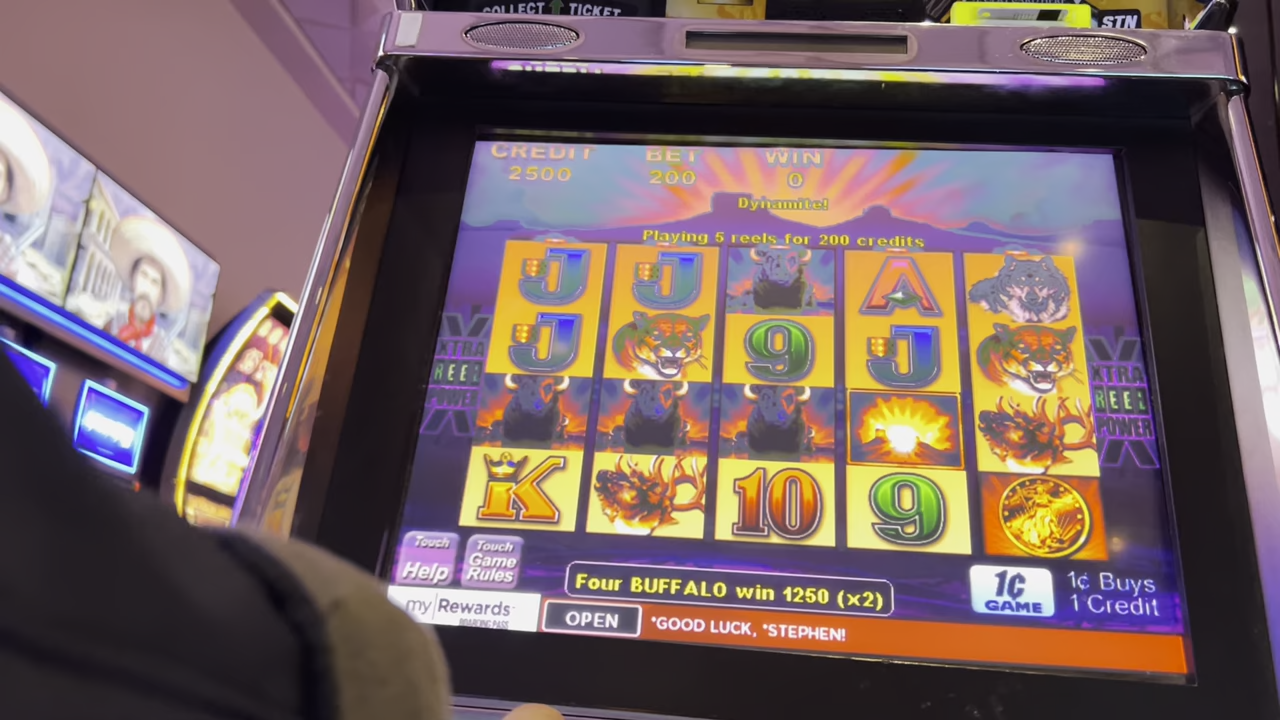 COLLECT ↑ TICKET
STN
CREDIT BET WIN
2500 200 0
Dynamite!
Playing 5 reels for 200 credits
J J A
J 9 J
K 10 9
XTRA
REEL
POWER
XTRA
REEL
POWER
Touch
Help
Touch
Game
Rules
Four BUFFALO win 1250 (x2)
1¢
GAME
1¢ Buys
1 Credit
my Rewards
BOARDING PASS
OPEN
*GOOD LUCK, *STEPHEN!